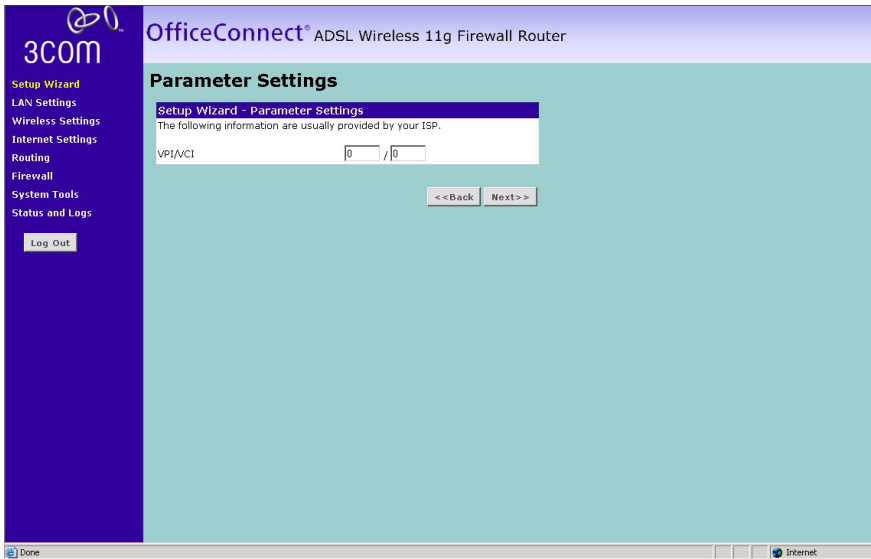 3COM
OfficeConnect® ADSL Wireless 11g Firewall Router
Setup Wizard
LAN Settings
Wireless Settings
Internet Settings
Routing
Firewall
System Tools
Status and Logs
Log Out
Parameter Settings
Setup Wizard - Parameter Settings
The following information are usually provided by your ISP.
VPI/VCI 0 / 0
<<Back Next>>
Done Internet